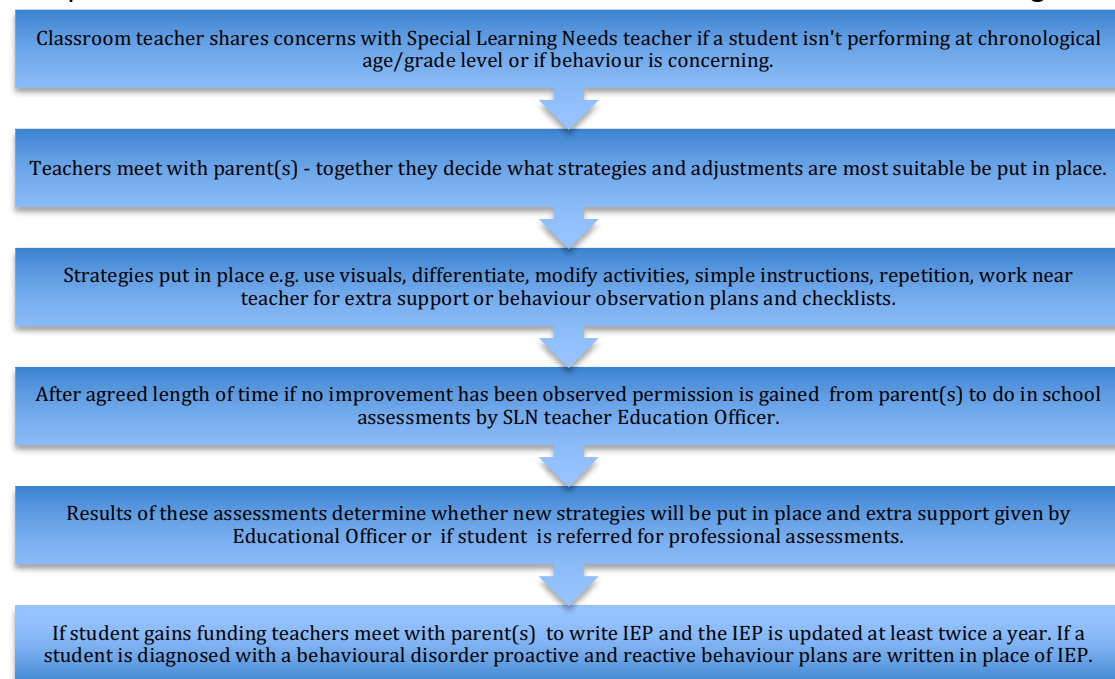 Classroom teacher shares concerns with Special Learning Needs teacher if a student isn't performing at chronological
age/grade level or if behaviour is concerning.
Teachers meet with parent(s) - together they decide what strategies and adjustments are most suitable be put in place.
Strategies put in place e.g. use visuals, differentiate, modify activities, simple instructions, repetition, work near
teacher for extra support or behaviour observation plans and checklists.
After agreed length of time if no improvement has been observed permission is gained from parent(s) to do in school
assessments by SLN teacher Education Officer.
Results of these assessments determine whether new strategies will be put in place and extra support given by
Educational Officer or if student is referred for professional assessments.
If student gains funding teachers meet with parent(s) to write IEP and the IEP is updated at least twice a year. If a
student is diagnosed with a behavioural disorder proactive and reactive behaviour plans are written in place of IEP.